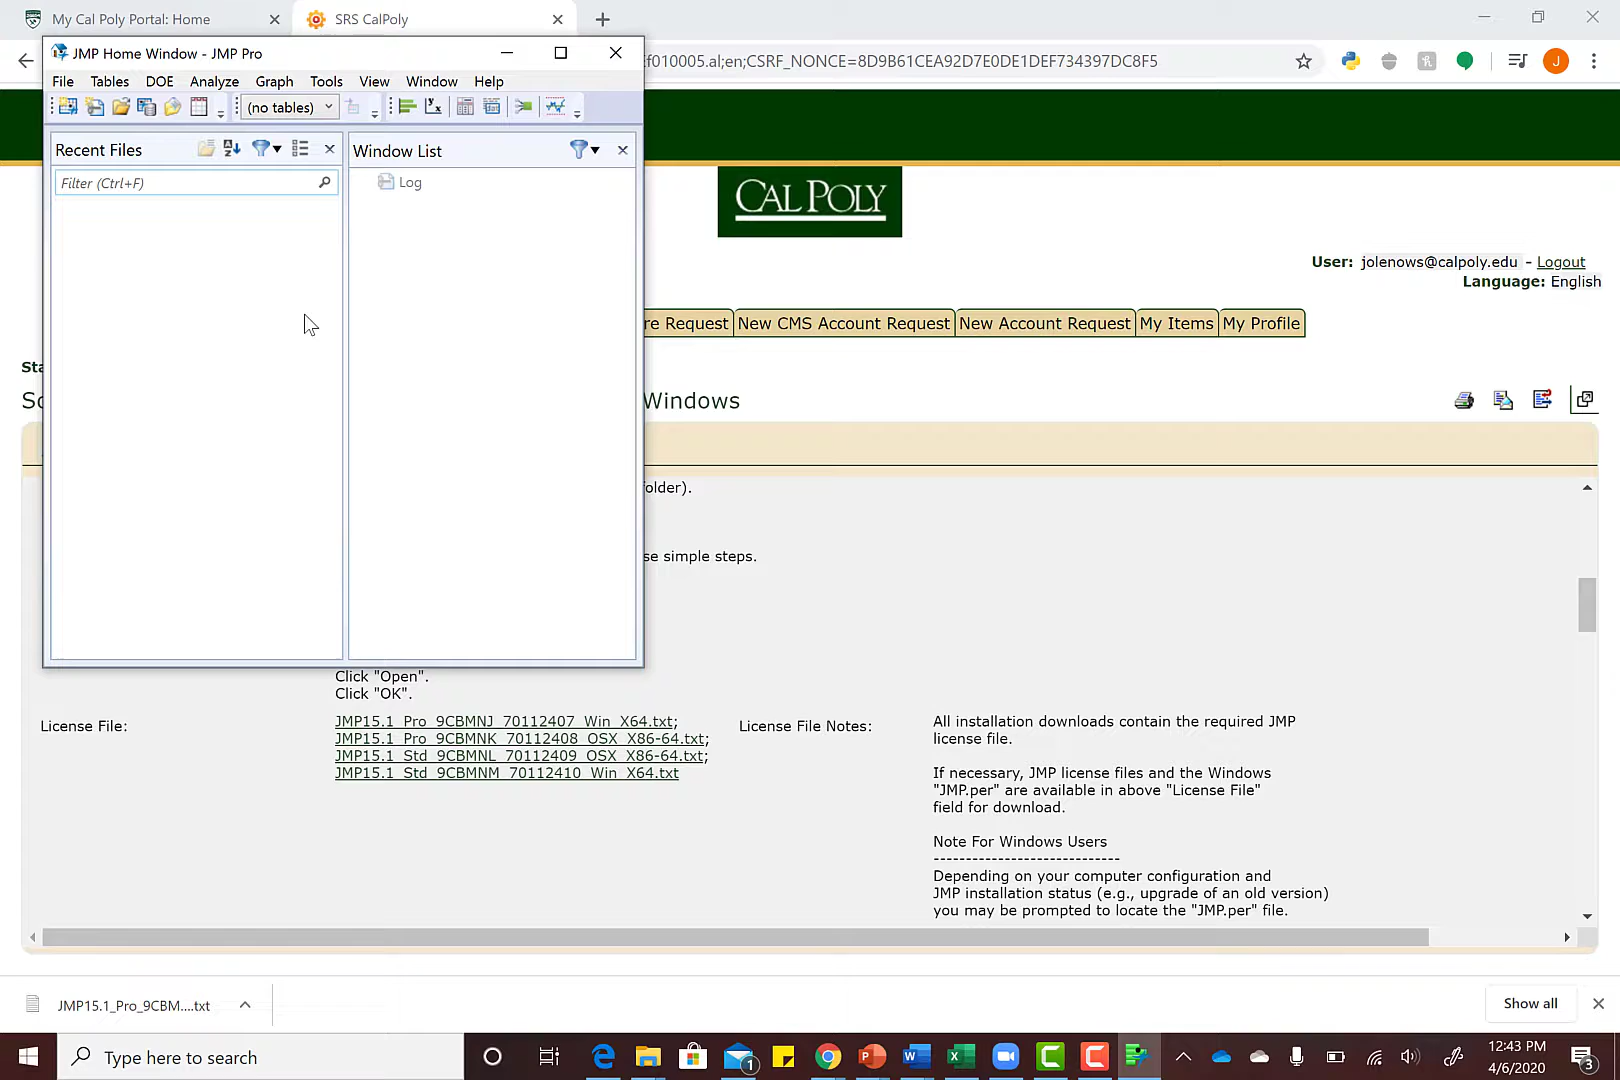 My Cal Poly Portal: Home
SRS CalPoly
ef010005.al;en;CSRF_NONCE=8D9B61CEA92D7E0DE1DEF734397DC8F5
J
JMP Home Window - JMP Pro
File Tables DOE Analyze Graph Tools View Window Help
(no tables)
Recent Files
Window List
Filter (Ctrl+F)
Log
CAL POLY
User: jolenows@calpoly.edu - Logout
Language: English
re Request
New CMS Account Request
New Account Request
My Items
My Profile
Sta
So
Windows
folder).
se simple steps.
Click "Open".
Click "OK".
License File:
JMP15.1_Pro_9CBMNJ_70112407_Win_X64.txt;
JMP15.1_Pro_9CBMNK_70112408_OSX_X86-64.txt;
JMP15.1_Std_9CBMNL_70112409_OSX_X86-64.txt;
JMP15.1_Std_9CBMNM_70112410_Win_X64.txt
License File Notes:
All installation downloads contain the required JMP
license file.
If necessary, JMP license files and the Windows
"JMP.per" are available in above "License File"
field for download.
Note For Windows Users
----------------------------
Depending on your computer configuration and
JMP installation status (e.g., upgrade of an old version)
you may be prompted to locate the "JMP.per" file.
JMP15.1_Pro_9CBM....txt
Show all
Type here to search
1
12:43 PM
4/6/2020
3